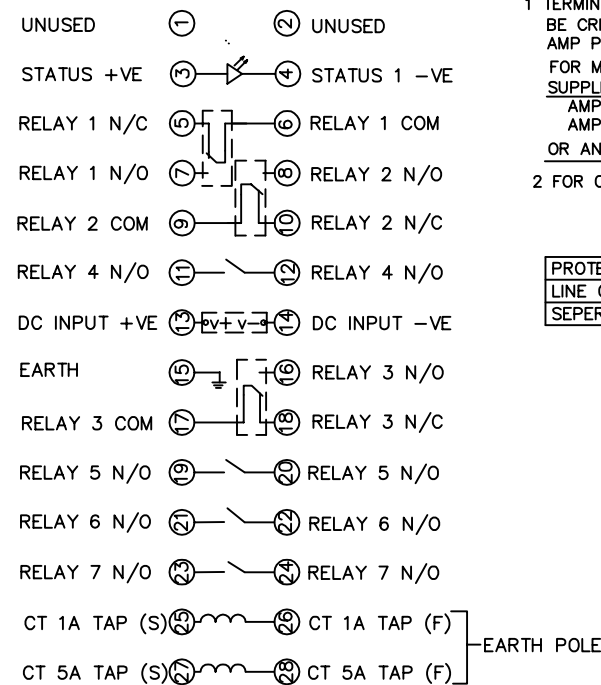 UNUSED 1 2 UNUSED
STATUS +VE 3 4 STATUS 1 -VE
RELAY 1 N/C 5 6 RELAY 1 COM
RELAY 1 N/O 7 8 RELAY 2 N/O
RELAY 2 COM 9 10 RELAY 2 N/C
RELAY 4 N/O 11 12 RELAY 4 N/O
DC INPUT +VE 13 V+ V- 14 DC INPUT -VE
EARTH 15 16 RELAY 3 N/O
RELAY 3 COM 17 18 RELAY 3 N/C
RELAY 5 N/O 19 20 RELAY 5 N/O
RELAY 6 N/O 21 22 RELAY 6 N/O
RELAY 7 N/O 23 24 RELAY 7 N/O
CT 1A TAP (S) 25 26 CT 1A TAP (F)
CT 5A TAP (S) 27 28 CT 5A TAP (F)
EARTH POLE
1 TERMIN
BE CRI
AMP P
FOR M
SUPPLI
AMP
AMP
OR AN
2 FOR C
PROTE
LINE
SEPER